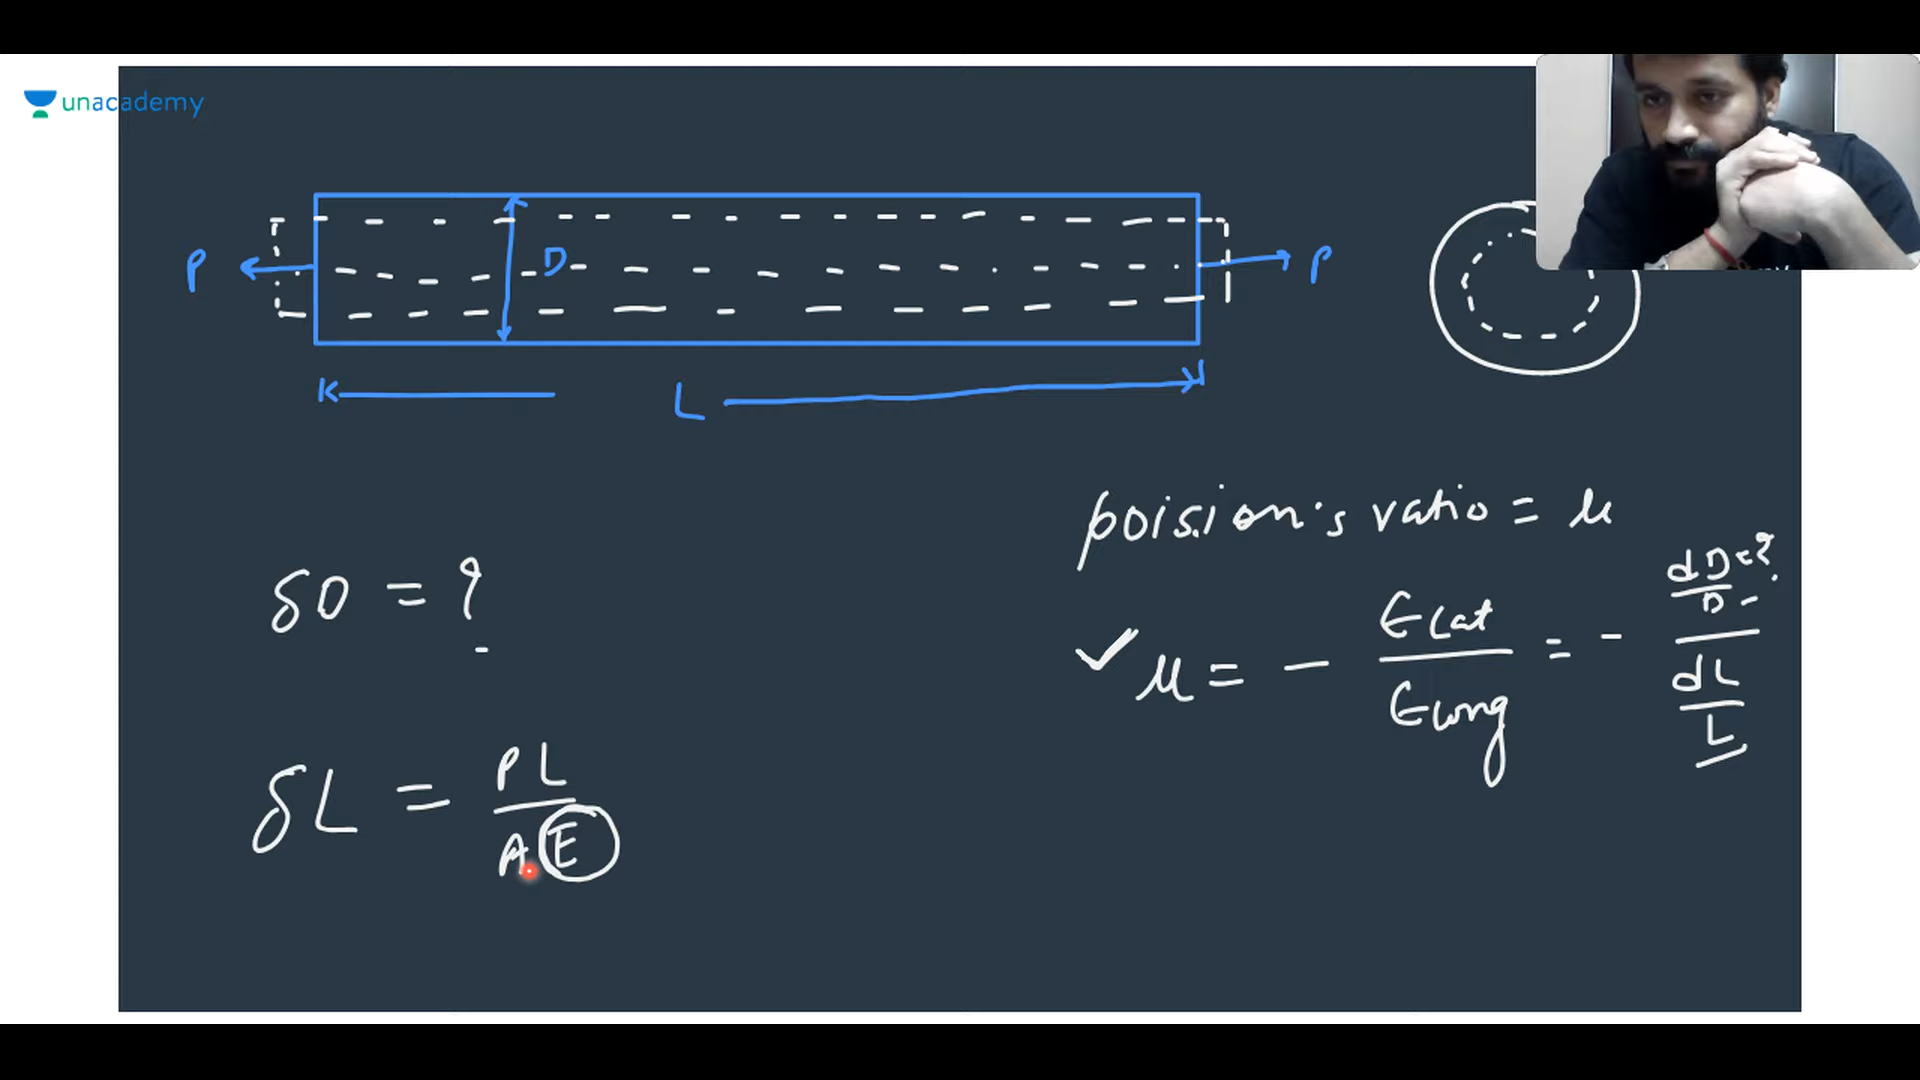 unacademy
P
D
P
L
poision's ratio = μ
δD = ?
μ = - ϵLat / ϵLong = - (dD/D) / (dL/L)
= ?
δL = PL / AE